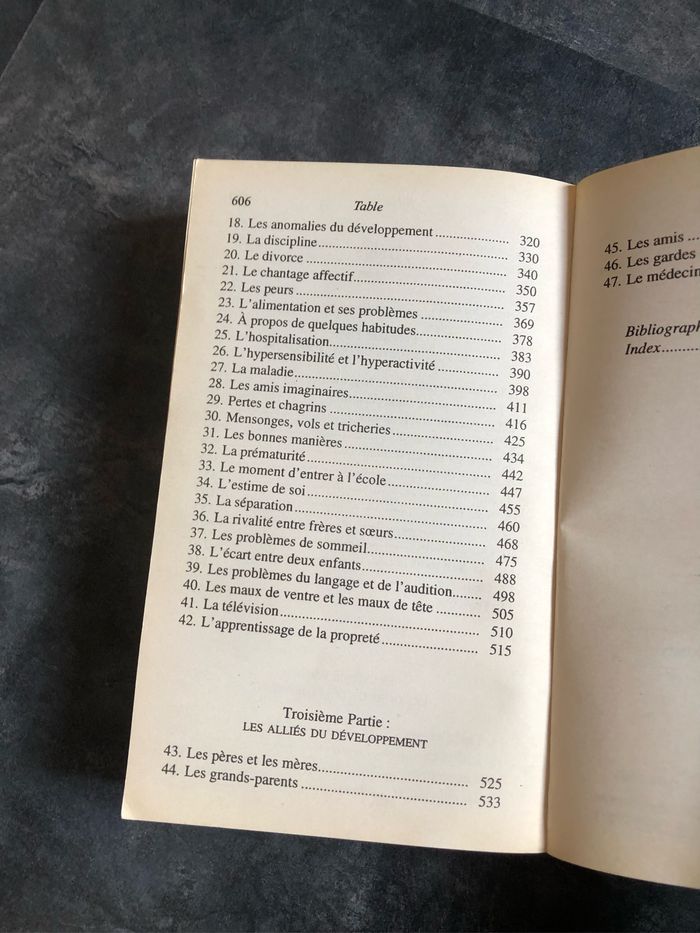 606 Table
18. Les anomalies du développement ..................... 320
19. La discipline ..................... 330
20. Le divorce ..................... 340
21. Le chantage affectif ..................... 350
22. Les peurs ..................... 357
23. L'alimentation et ses problèmes ..................... 369
24. À propos de quelques habitudes ..................... 378
25. L'hospitalisation ..................... 383
26. L'hypersensibilité et l'hyperactivité ..................... 390
27. La maladie ..................... 398
28. Les amis imaginaires ..................... 411
29. Pertes et chagrins ..................... 416
30. Mensonges, vols et tricheries ..................... 425
31. Les bonnes manières ..................... 434
32. La prématurité ..................... 442
33. Le moment d'entrer à l'école ..................... 447
34. L'estime de soi ..................... 455
35. La séparation ..................... 460
36. La rivalité entre frères et sœurs ..................... 468
37. Les problèmes de sommeil ..................... 475
38. L'écart entre deux enfants ..................... 488
39. Les problèmes du langage et de l'audition ..................... 498
40. Les maux de ventre et les maux de tête ..................... 505
41. La télévision ..................... 510
42. L'apprentissage de la propreté ..................... 515
Troisième Partie :
LES ALLIÉS DU DÉVELOPPEMENT
43. Les pères et les mères ..................... 525
44. Les grands-parents ..................... 533
45. Les amis ...
46. Les gardes
47. Le médecin
Bibliograph
Index ..........